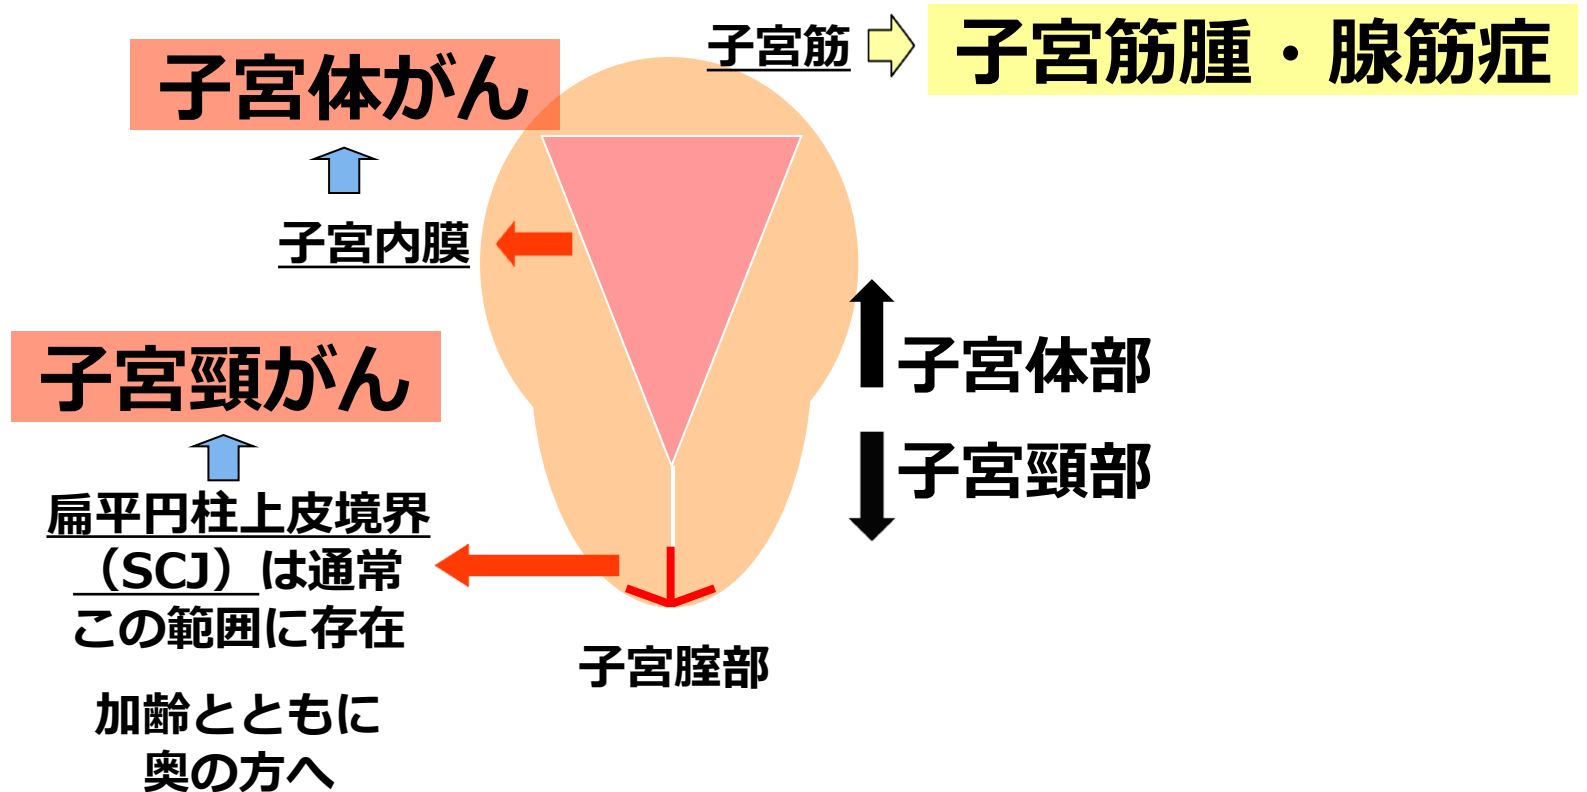 子宮筋
子宮筋腫・腺筋症
子宮体がん
子宮内膜
子宮頸がん
子宮体部
子宮頸部
扁平円柱上皮境界
（SCJ）は通常
この範囲に存在
子宮腟部
加齢とともに
奥の方へ